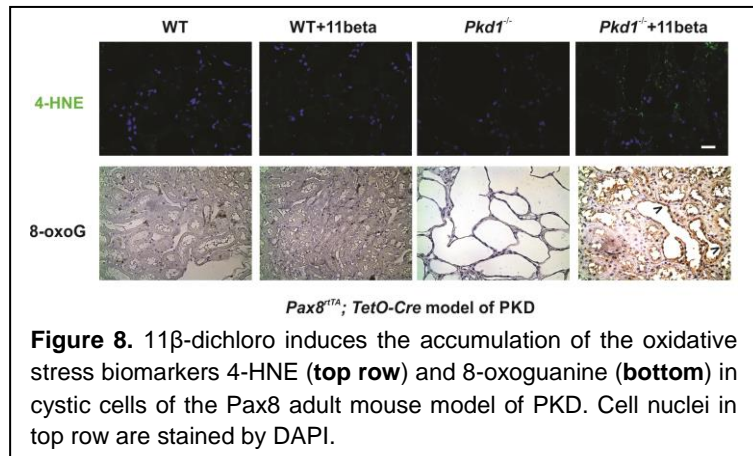 WT WT+11beta Pkd1-/- Pkd1-/-+11beta
4-HNE
8-oxoG
Pax8rtTA; TetO-Cre model of PKD
Figure 8. 11β-dichloro induces the accumulation of the oxidative
stress biomarkers 4-HNE (top row) and 8-oxoguanine (bottom) in
cystic cells of the Pax8 adult mouse model of PKD. Cell nuclei in
top row are stained by DAPI.